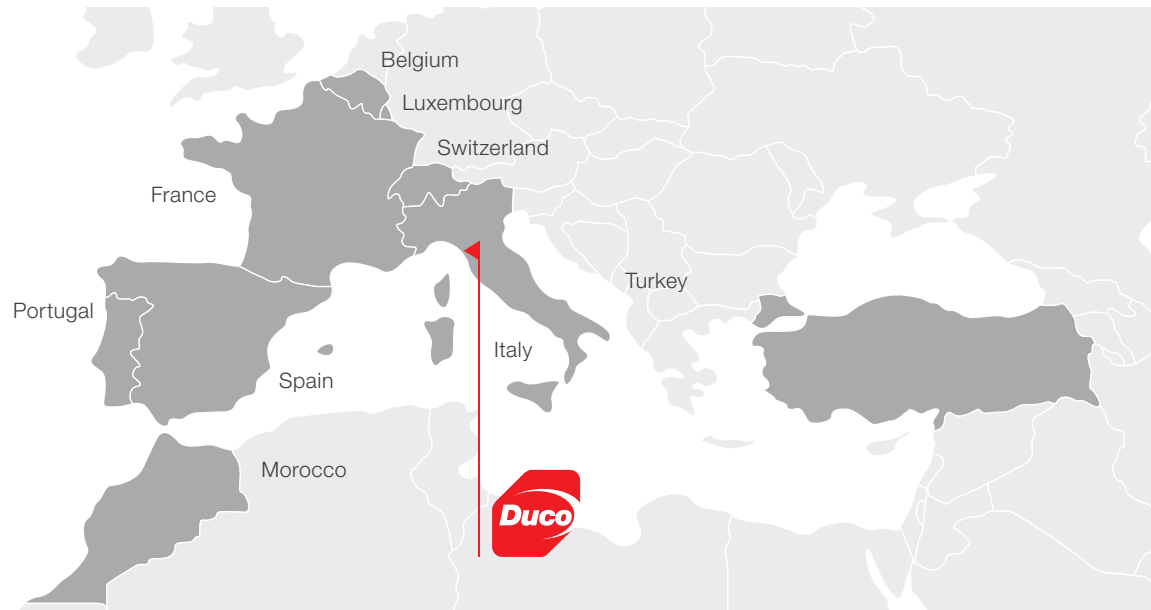 Belgium
Luxembourg
Switzerland
France
Turkey
Portugal
Italy
Spain
Morocco
Duco